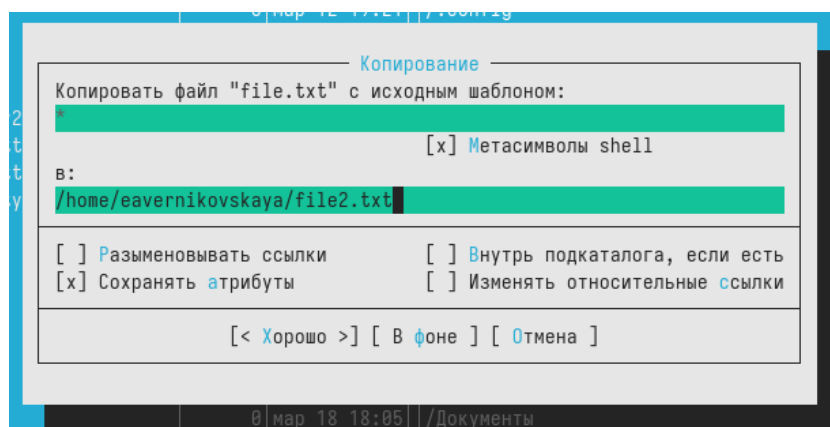 Копирование
Копировать файл "file.txt" с исходным шаблоном:
*
[x] Метасимволы shell
в:
/home/eavernikovskaya/file2.txt
[ ] Разыменовывать ссылки [ ] Внутрь подкаталога, если есть
[x] Сохранять атрибуты [ ] Изменять относительные ссылки
[< Хорошо >] [ В фоне ] [ Отмена ]
0|мар 18 18:05||/Документы